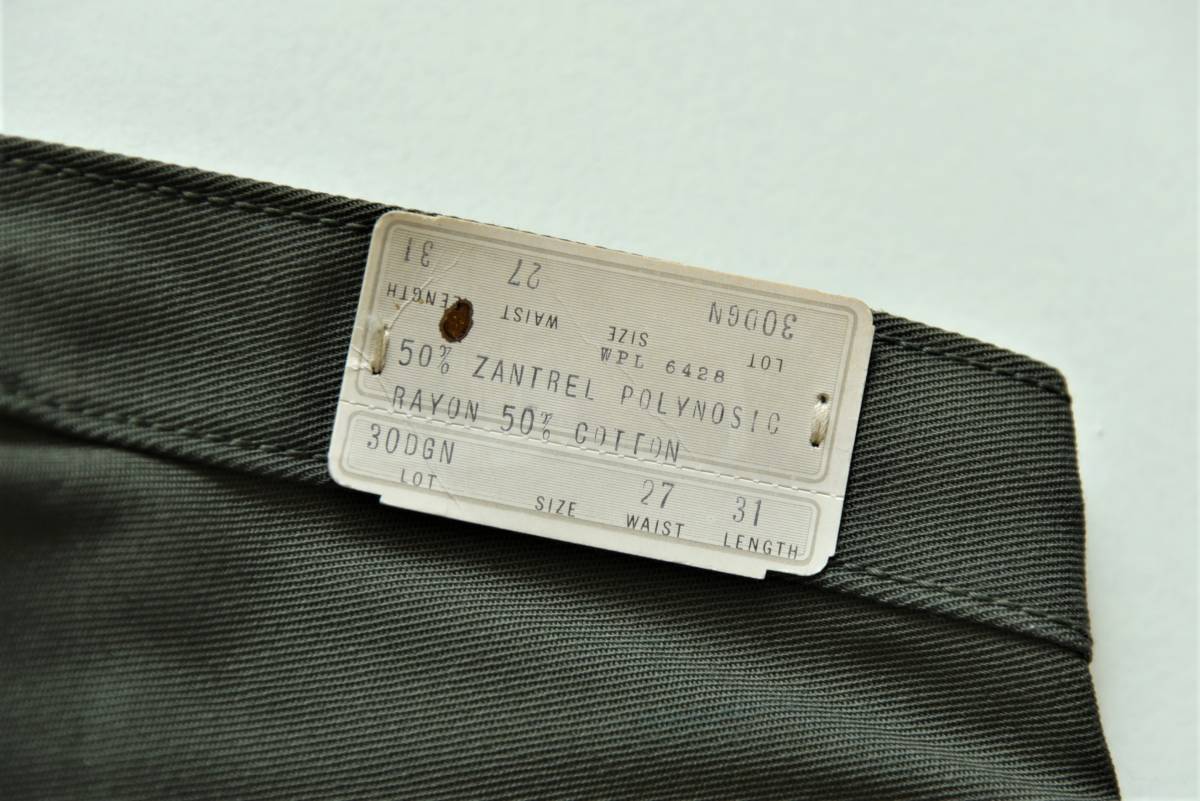 31 27 30DGN
LENGTH WAIST SIZE LOT
WPL 6428
50% ZANTREL POLYNOSIC
RAYON 50% COTTON
30DGN 27 31
LOT SIZE WAIST LENGTH